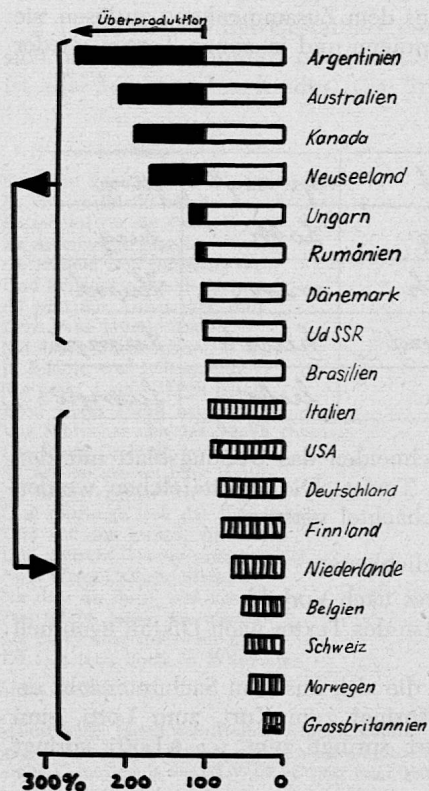 Überproduktion
Argentinien
Australien
Kanada
Neuseeland
Ungarn
Rumänien
Dänemark
UdSSR
Brasilien
Italien
USA
Deutschland
Finnland
Niederlande
Belgien
Schweiz
Norwegen
Grossbritannien
300% 200 100 0